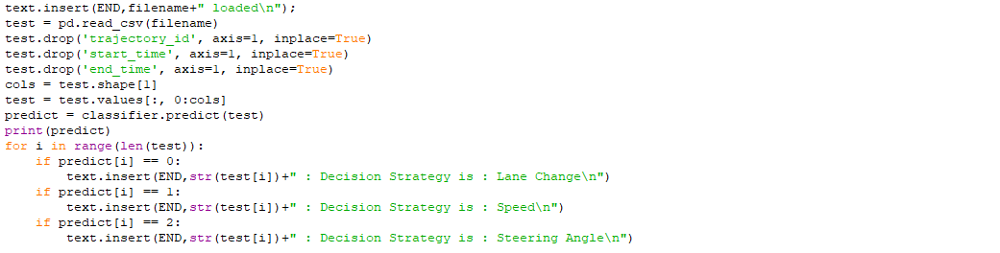 text.insert(END,filename+" loaded\n");
test = pd.read_csv(filename)
test.drop('trajectory_id', axis=1, inplace=True)
test.drop('start_time', axis=1, inplace=True)
test.drop('end_time', axis=1, inplace=True)
cols = test.shape[1]
test = test.values[:, 0:cols]
predict = classifier.predict(test)
print(predict)
for i in range(len(test)):
    if predict[i] == 0:
        text.insert(END,str(test[i])+" : Decision Strategy is : Lane Change\n")
    if predict[i] == 1:
        text.insert(END,str(test[i])+" : Decision Strategy is : Speed\n")
    if predict[i] == 2:
        text.insert(END,str(test[i])+" : Decision Strategy is : Steering Angle\n")